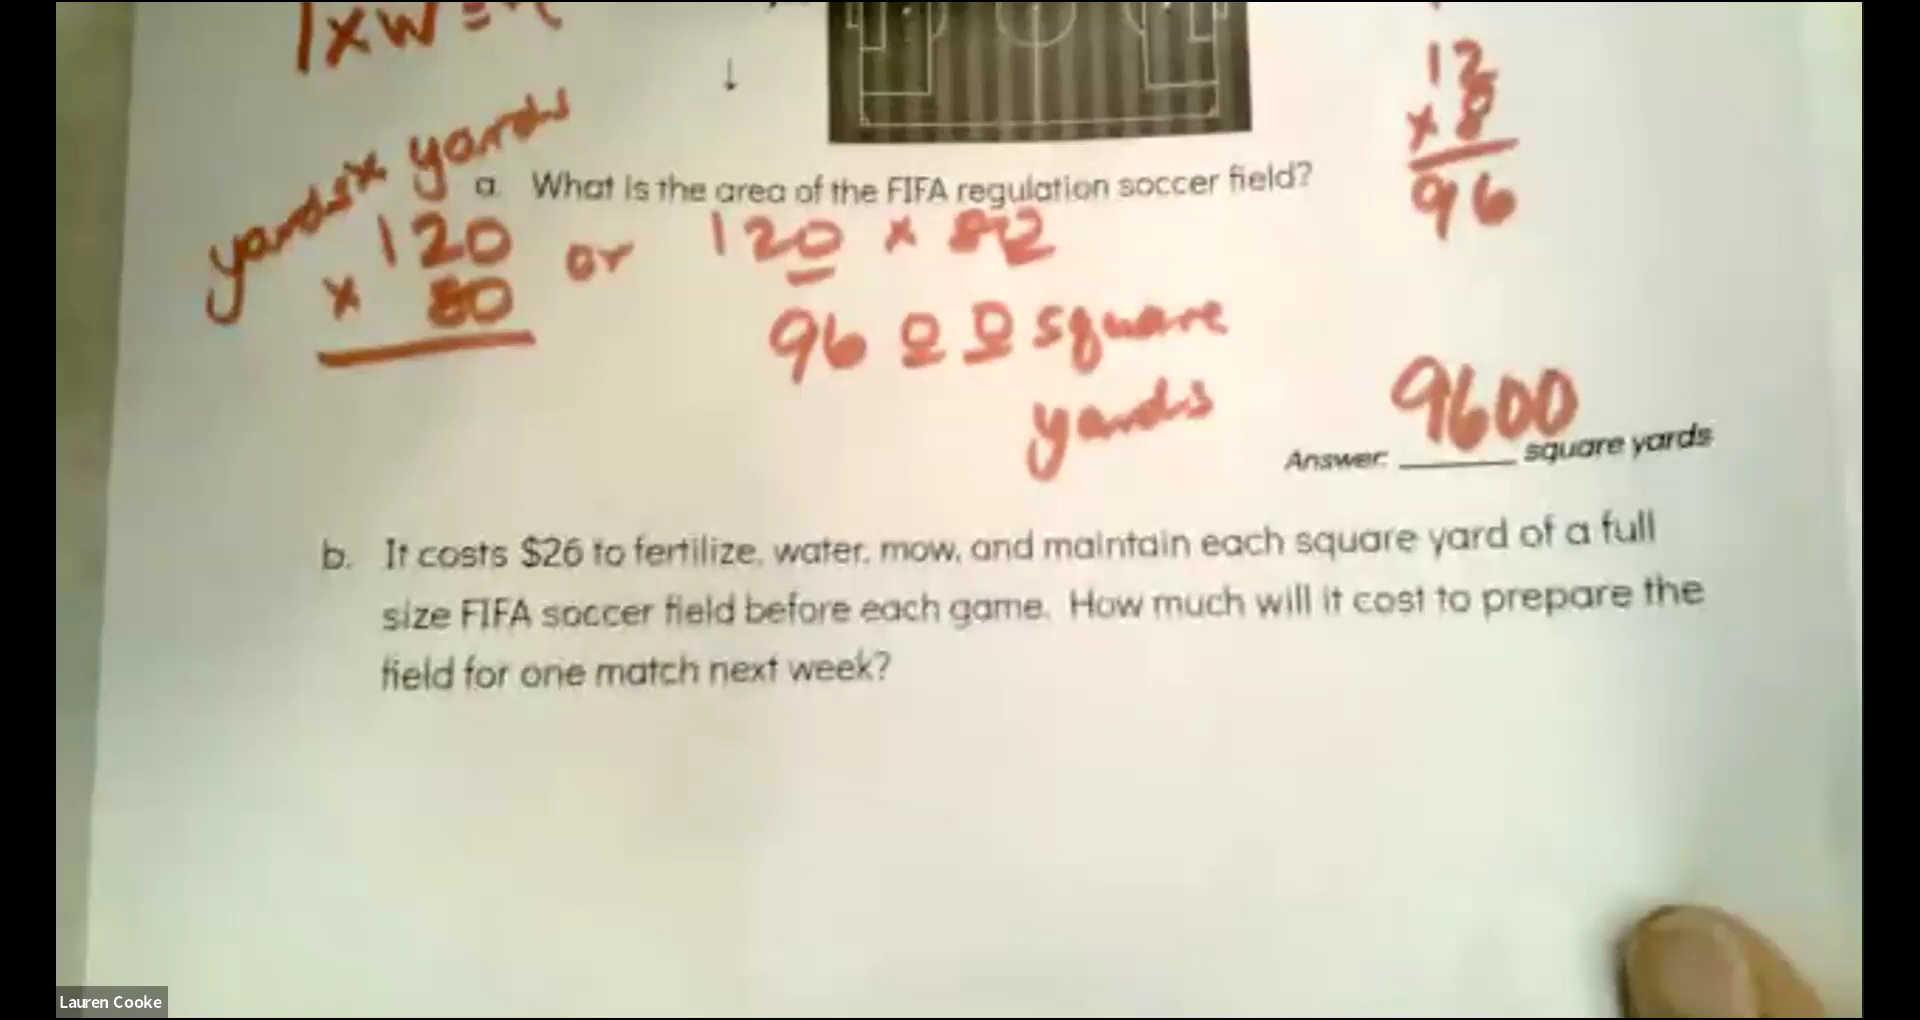 l x w =
yards x yards
12
x 8
96
a. What is the area of the FIFA regulation soccer field?
120 or 120 x
x 80
96 0 0 square
yards
9600
Answer: ______ square yards
b. It costs $26 to fertilize, water, mow, and maintain each square yard of a full
size FIFA soccer field before each game. How much will it cost to prepare the
field for one match next week?
Lauren Cooke